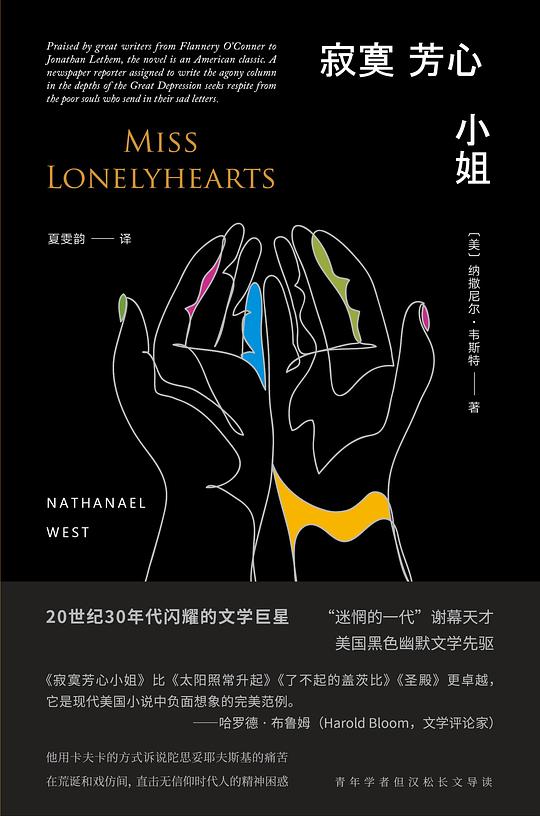 Praised by great writers from Flannery O'Conner to
Jonathan Lethem, the novel is an American classic. A
newspaper reporter assigned to write the agony column
in the depths of the Great Depression seeks respite from
the poor souls who send in their sad letters.
寂寞 芳心
小姐
MISS
LONELYHEARTS
夏雯韵 —— 译
［美］纳撒尼尔·韦斯特 —— 著
NATHANAEL
WEST
20世纪30年代闪耀的文学巨星
“迷惘的一代”谢幕天才
美国黑色幽默文学先驱
《寂寞芳心小姐》比《太阳照常升起》《了不起的盖茨比》《圣殿》更卓越，
它是现代美国小说中负面想象的完美范例。
——哈罗德·布鲁姆（Harold Bloom，文学评论家）
他用卡夫卡的方式诉说陀思妥耶夫斯基的痛苦
在荒诞和戏仿间，直击无信仰时代人的精神困惑
青年学者但汉松长文导读